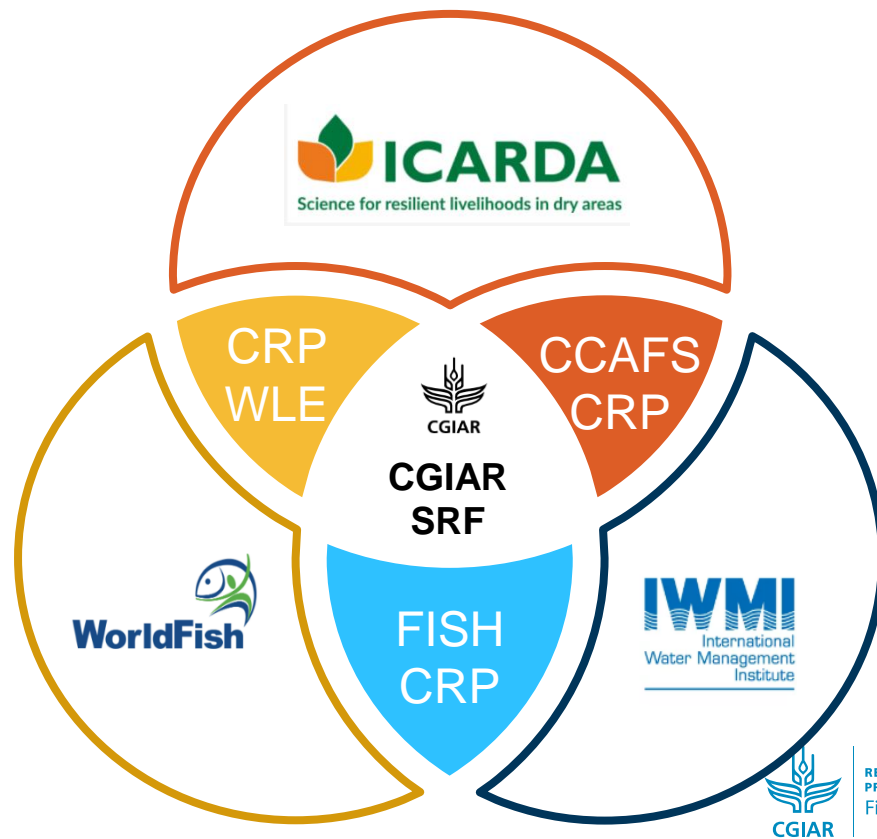 ICARDA
Science for resilient livelihoods in dry areas
CRP
WLE
CCAFS
CRP
CGIAR
CGIAR
SRF
WorldFish
FISH
CRP
IWMI
International
Water Management
Institute
CGIAR